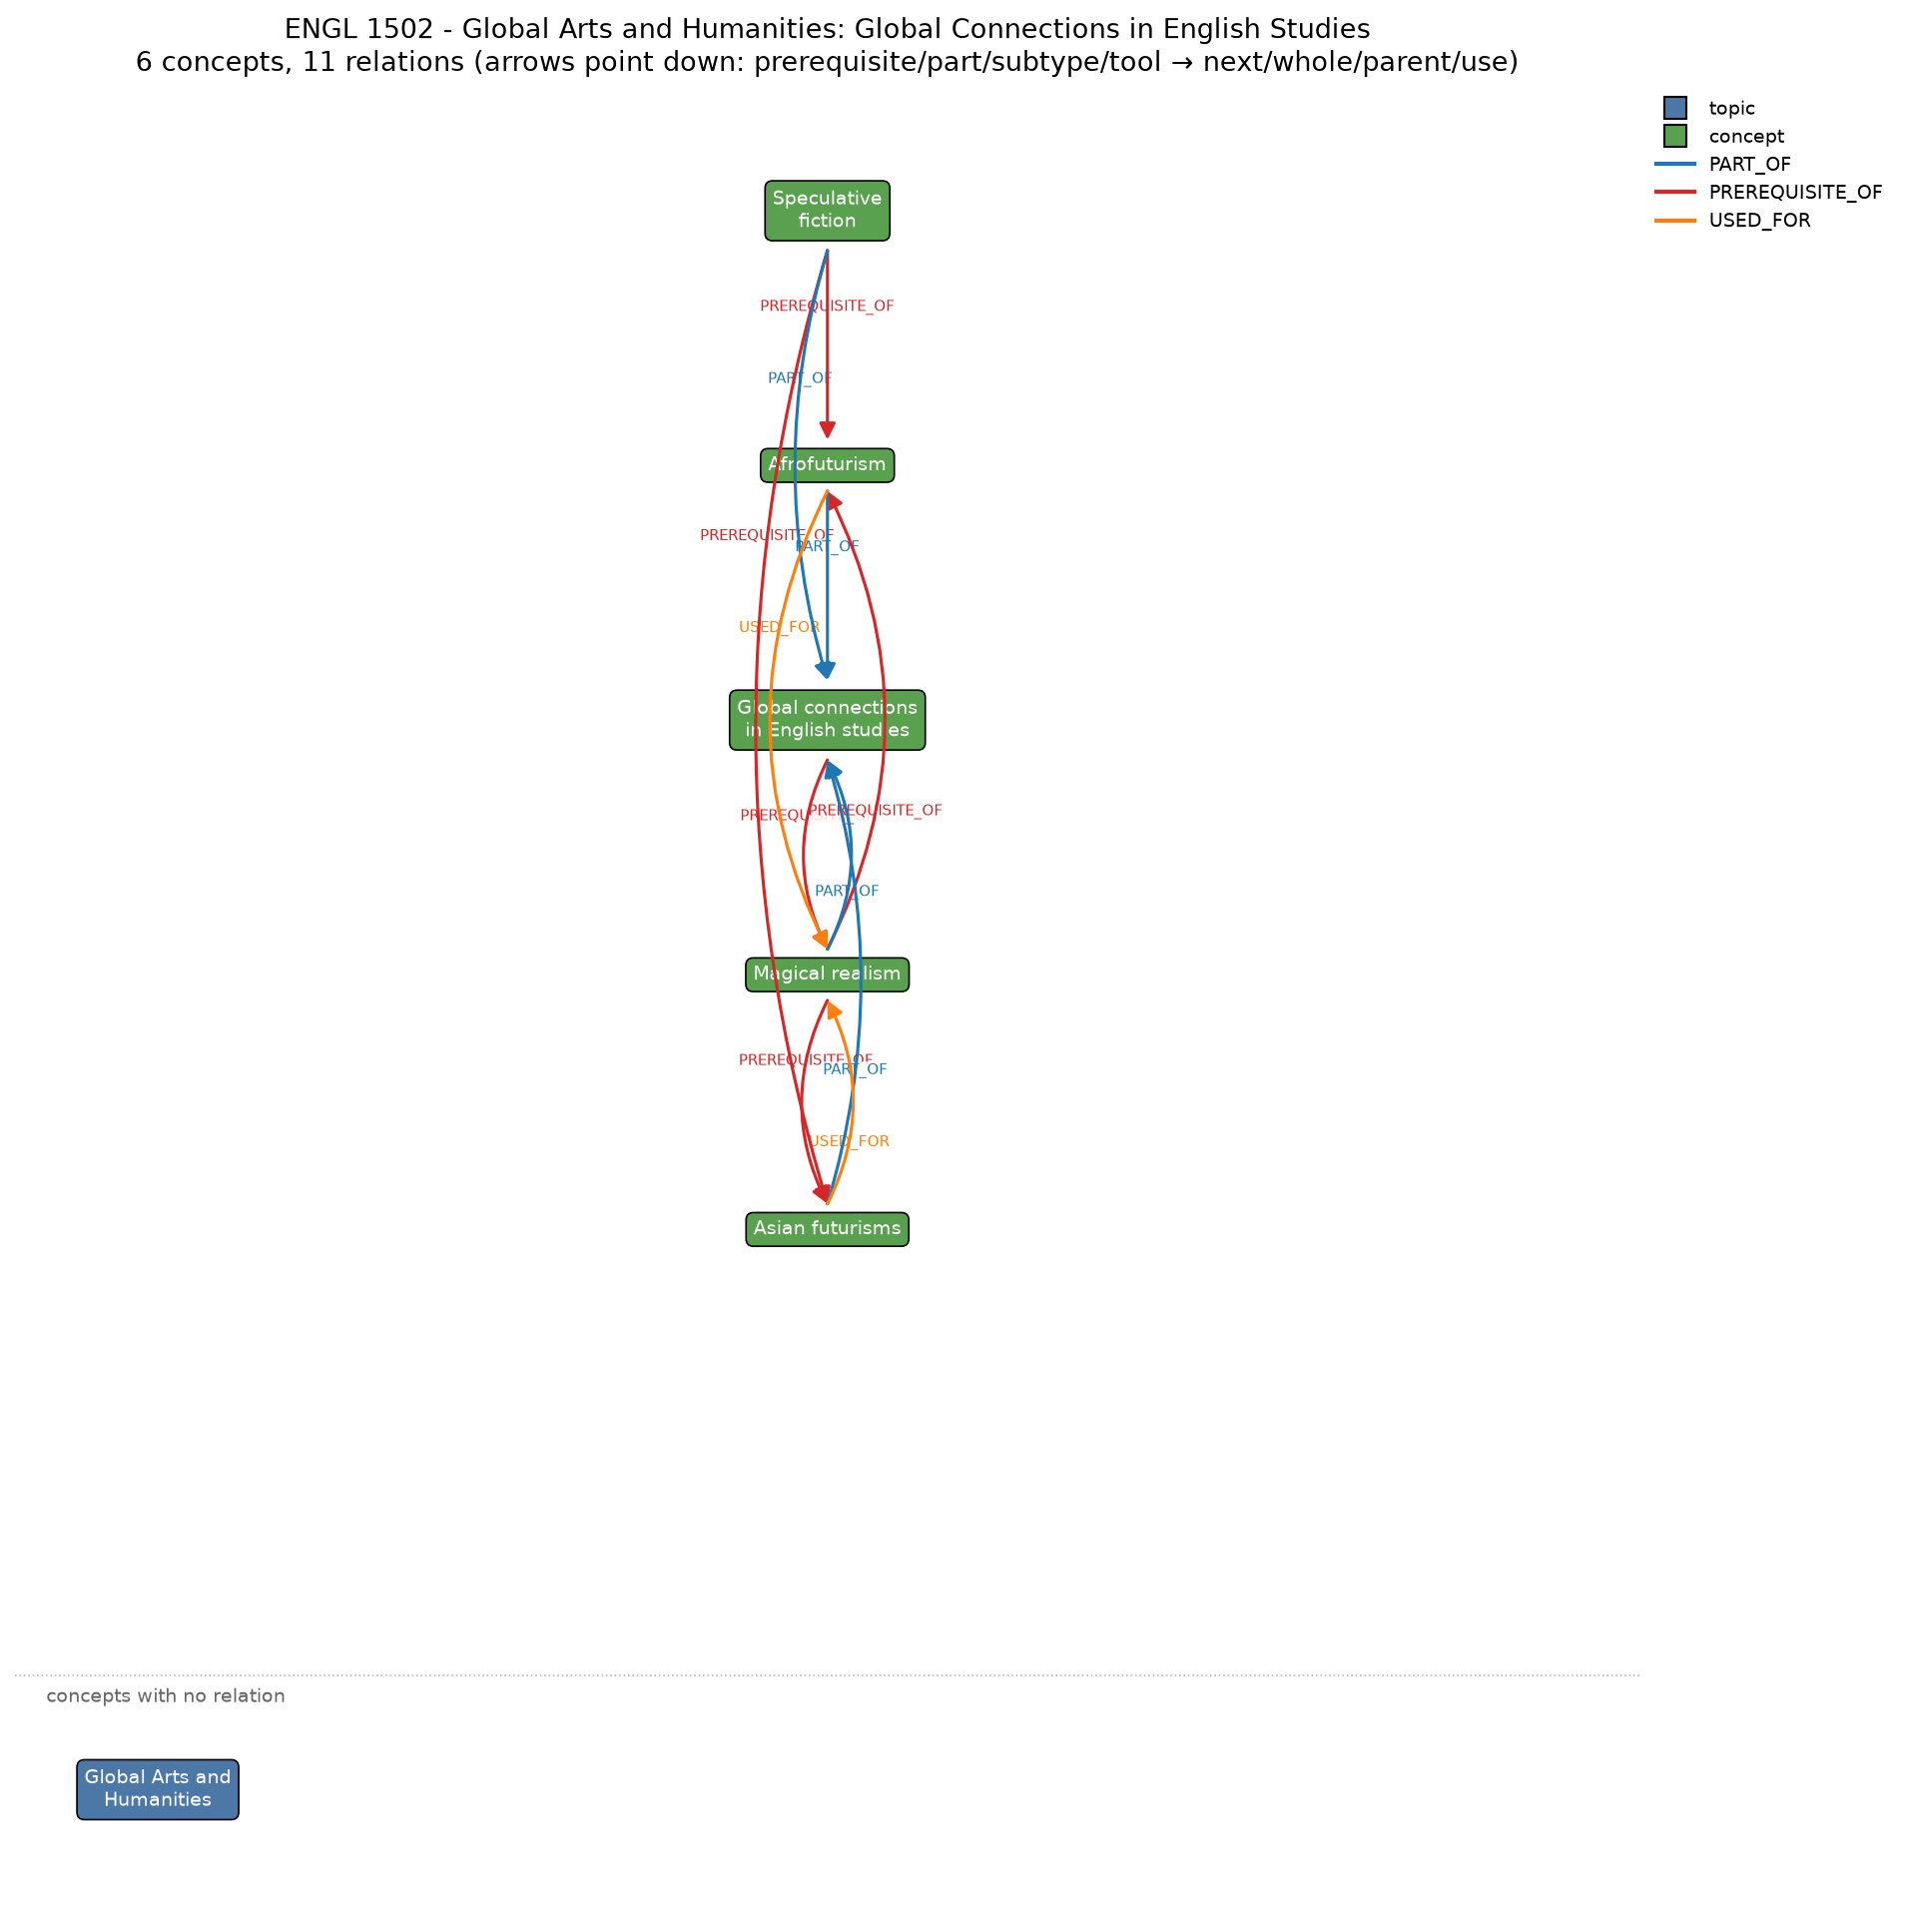 ENGL 1502 - Global Arts and Humanities: Global Connections in English Studies
6 concepts, 11 relations (arrows point down: prerequisite/part/subtype/tool → next/whole/parent/use)
topic
concept
PART_OF
PREREQUISITE_OF
USED_FOR
Speculative
fiction
PREREQUISITE_OF
PART_OF
Afrofuturism
PREREQUISITE_OF
PART_OF
USED_FOR
Global connections
in English studies
PREREQUISITE_OF
PREREQUISITE_OF
PART_OF
Magical realism
PREREQUISITE_OF
PART_OF
USED_FOR
Asian futurisms
concepts with no relation
Global Arts and
Humanities